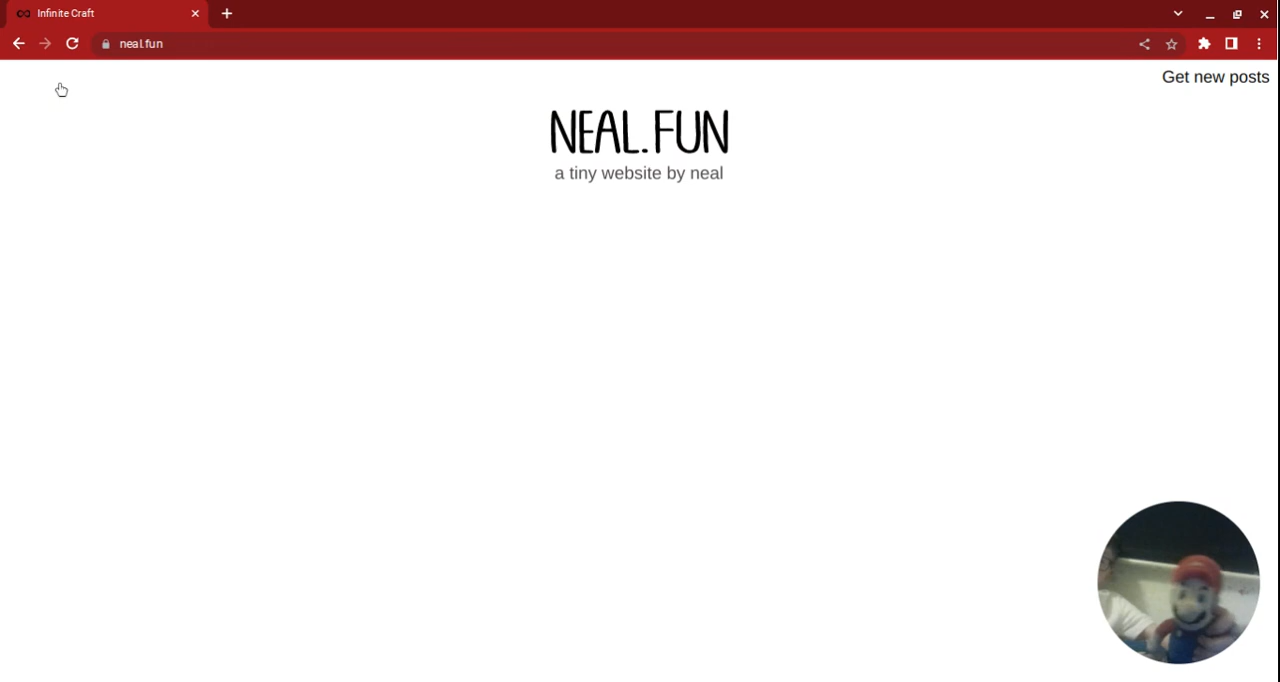 Infinite Craft
neal.fun
Get new posts
NEAL.FUN
a tiny website by neal